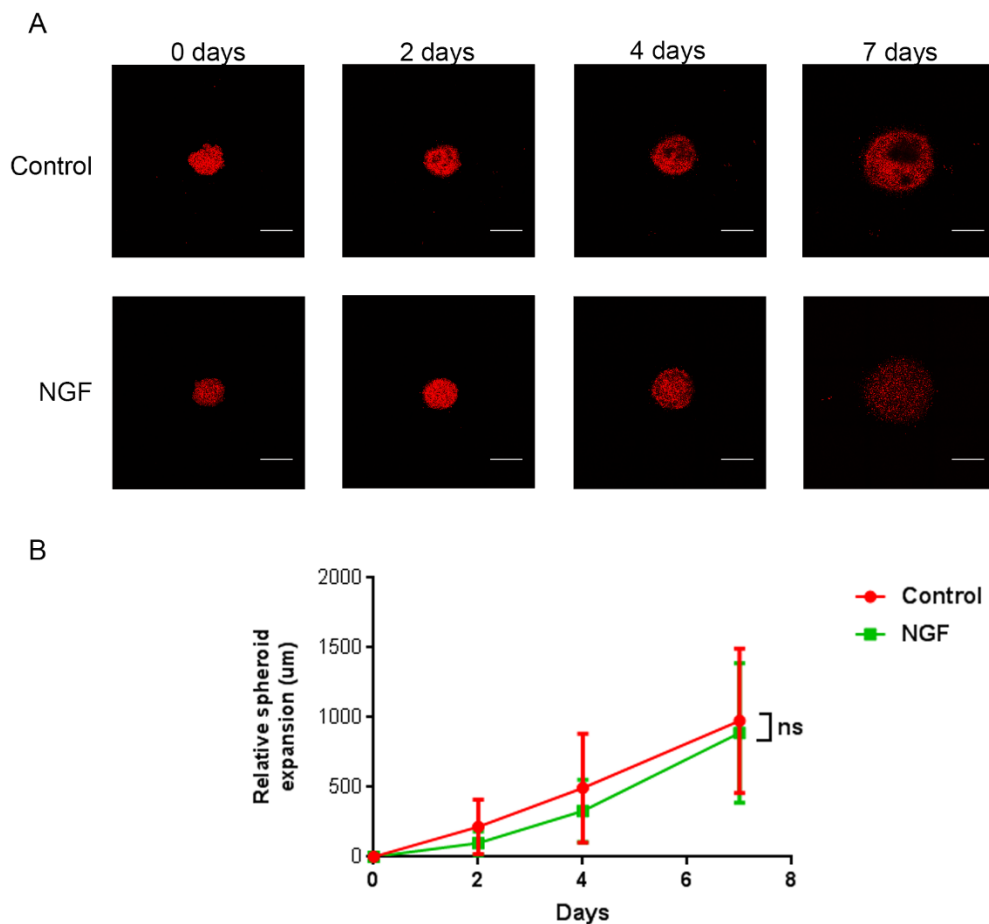 A
0 days
2 days
4 days
7 days
Control
NGF
B
Relative spheroid
expansion (um)
2000
1500
1000
500
0
0
2
4
6
8
Days
Control
NGF
ns